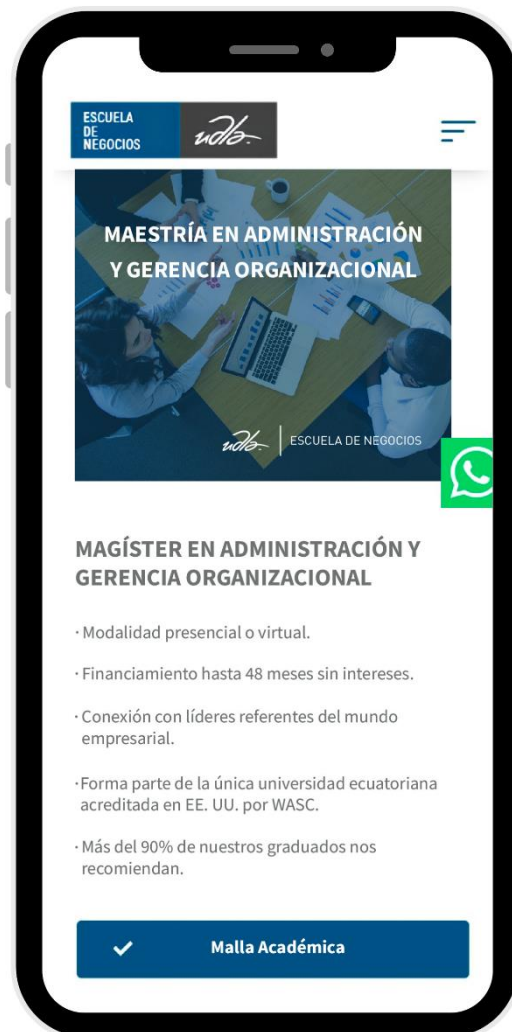 ESCUELA
DE
NEGOCIOS
udla-
MAESTRÍA EN ADMINISTRACIÓN
Y GERENCIA ORGANIZACIONAL
udla- | ESCUELA DE NEGOCIOS
MAGÍSTER EN ADMINISTRACIÓN Y
GERENCIA ORGANIZACIONAL
· Modalidad presencial o virtual.
· Financiamiento hasta 48 meses sin intereses.
· Conexión con líderes referentes del mundo
empresarial.
· Forma parte de la única universidad ecuatoriana
acreditada en EE. UU. por WASC.
· Más del 90% de nuestros graduados nos
recomiendan.
Malla Académica